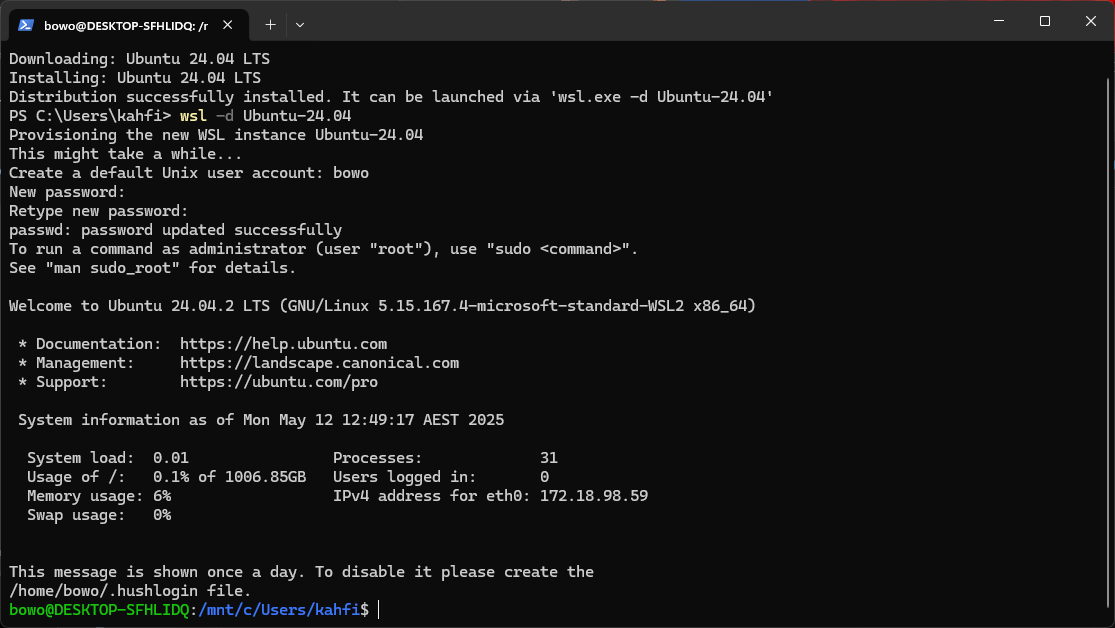 bowo@DESKTOP-SFHLIDQ: /r
Downloading: Ubuntu 24.04 LTS
Installing: Ubuntu 24.04 LTS
Distribution successfully installed. It can be launched via 'wsl.exe -d Ubuntu-24.04'
PS C:\Users\kahfi> wsl -d Ubuntu-24.04
Provisioning the new WSL instance Ubuntu-24.04
This might take a while...
Create a default Unix user account: bowo
New password:
Retype new password:
passwd: password updated successfully
To run a command as administrator (user "root"), use "sudo <command>".
See "man sudo_root" for details.
Welcome to Ubuntu 24.04.2 LTS (GNU/Linux 5.15.167.4-microsoft-standard-WSL2 x86_64)
* Documentation:  https://help.ubuntu.com
* Management:     https://landscape.canonical.com
* Support:        https://ubuntu.com/pro
System information as of Mon May 12 12:49:17 AEST 2025
System load:  0.01                Processes:             31
Usage of /:   0.1% of 1006.85GB   Users logged in:       0
Memory usage: 6%                  IPv4 address for eth0: 172.18.98.59
Swap usage:   0%
This message is shown once a day. To disable it please create the
/home/bowo/.hushlogin file.
bowo@DESKTOP-SFHLIDQ:/mnt/c/Users/kahfi$